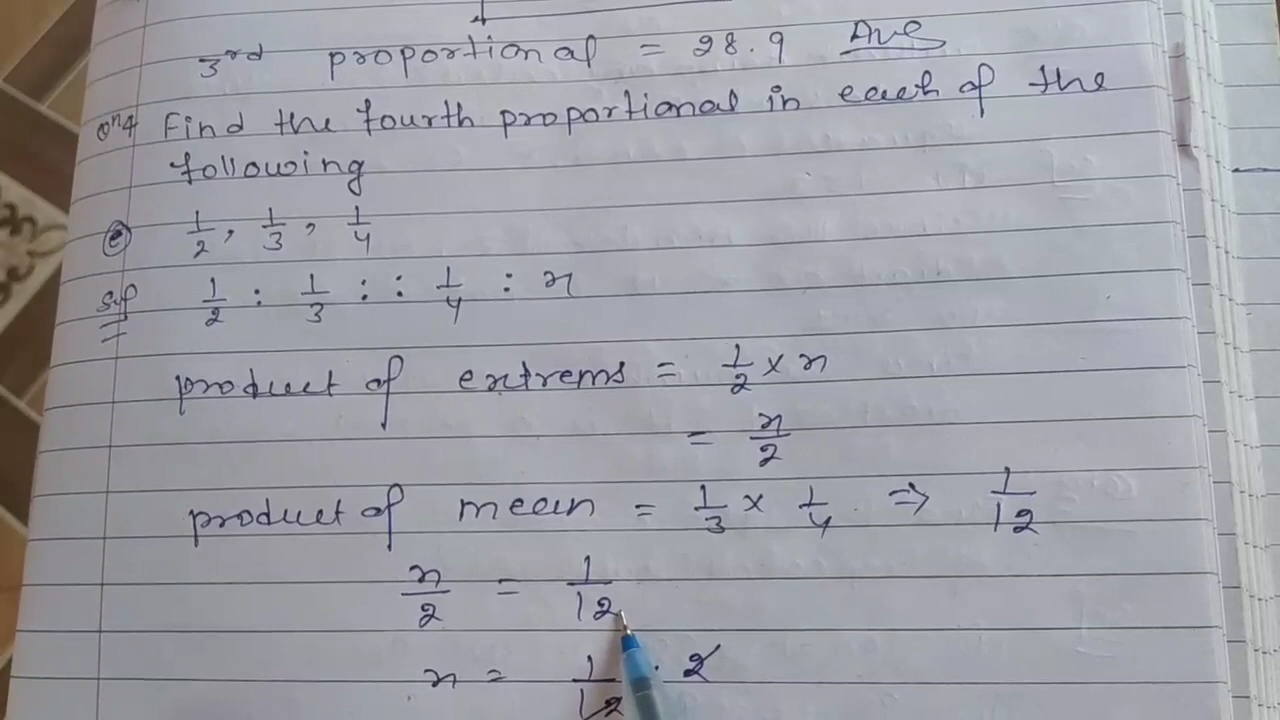 3rd proportional = 28.9 Ans
Qn4 Find the fourth proportional in each of the
following
(e) 1/2, 1/3, 1/4
Sol 1/2 : 1/3 :: 1/4 : x
product of extrems = 1/2 × x
= x/2
product of mean = 1/3 × 1/4 ⇒ 1/12
x/2 = 1/12
x = 1/12 · 2